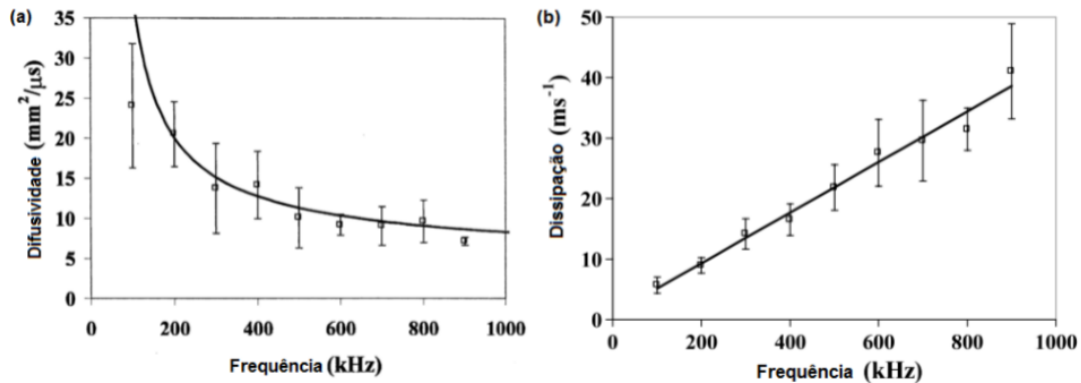 (a)
Difusividade (mm²/μs)
35
30
25
20
15
10
5
0
0 200 400 600 800 1000
Frequência (kHz)
(b)
Dissipação (ms⁻¹)
50
40
30
20
10
0
0 200 400 600 800 1000
Frequência (kHz)